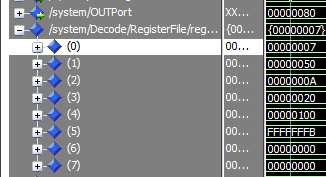 /system/OUTPort XX... 00000080
/system/Decode/RegisterFile/reg... {00... {00000007}
(0) 00... 00000007
(1) 00... 00000050
(2) 00... 0000000A
(3) 00... 00000020
(4) 00... 00000100
(5) 00... FFFFFFFB
(6) 00... 00000000
(7) 00... 00000000